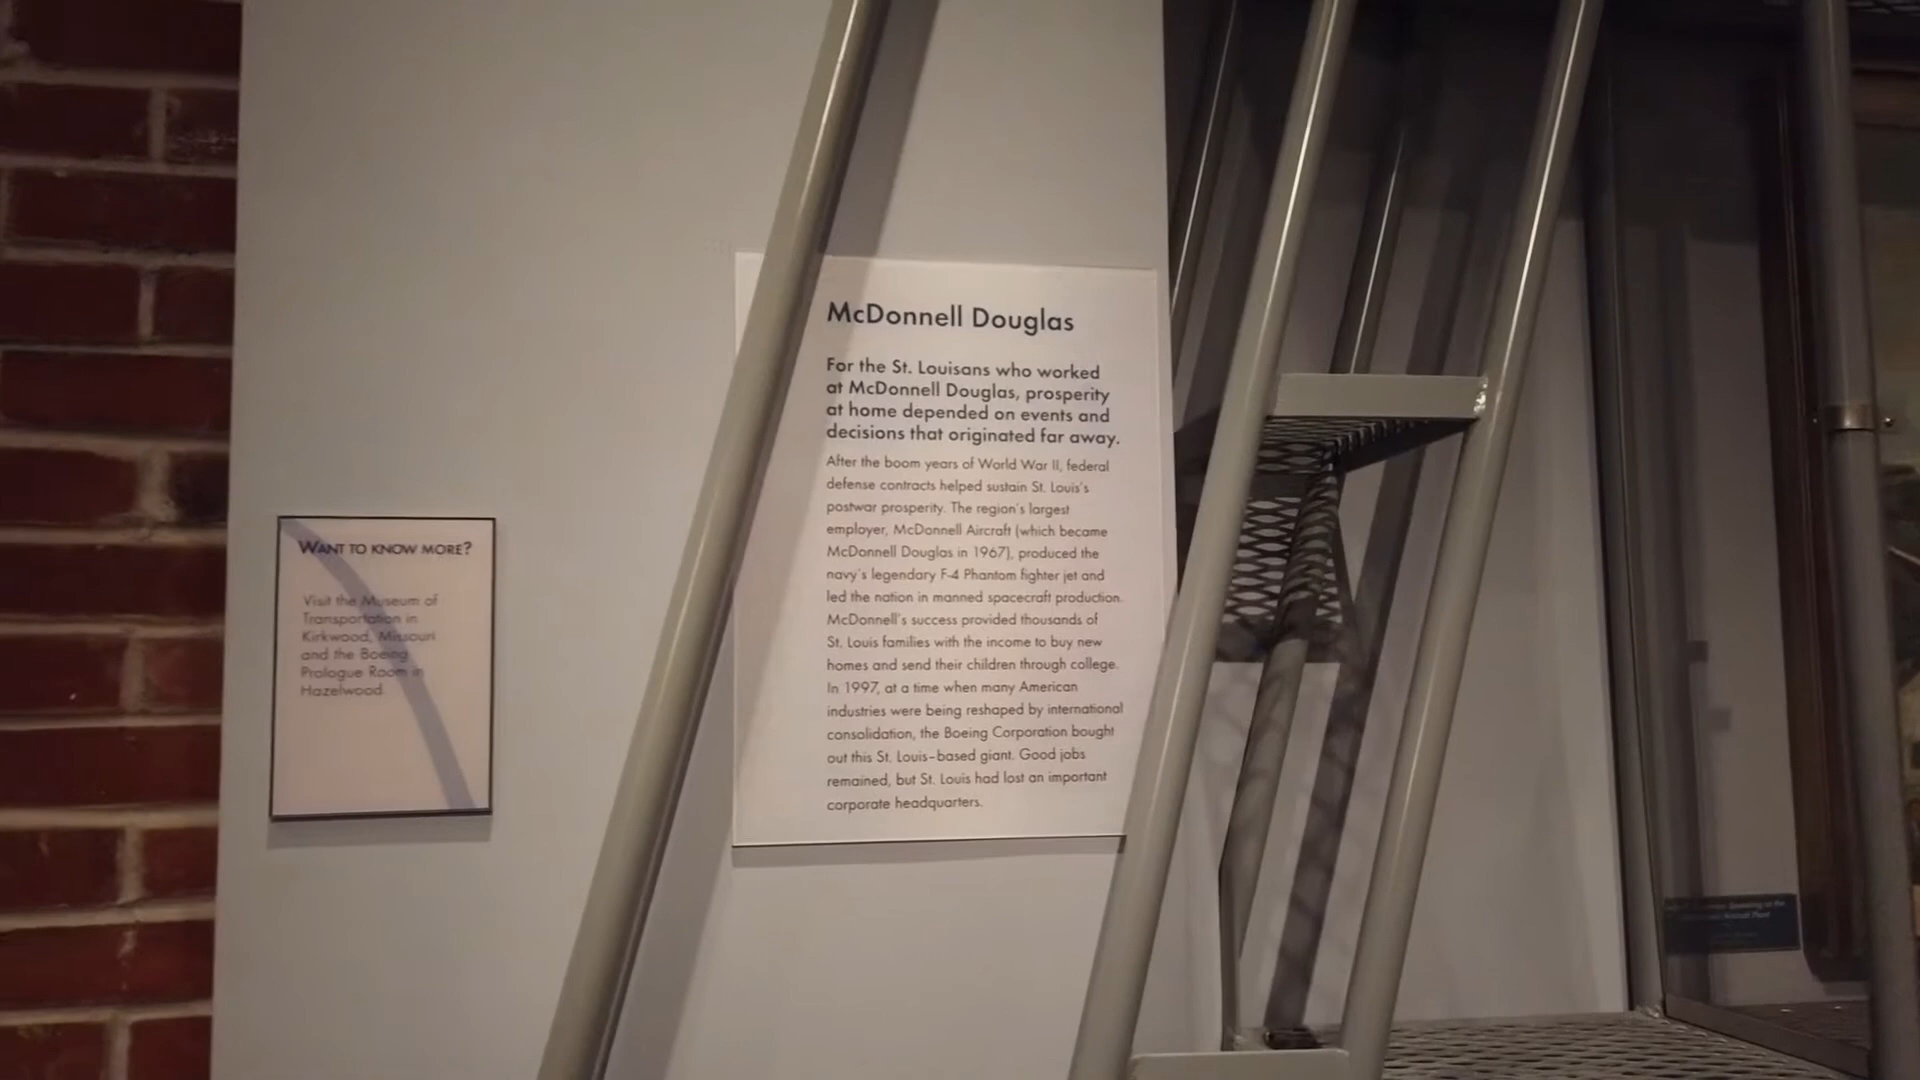 WANT TO KNOW MORE?
Visit the Museum of
Transportation in
Kirkwood, Missouri
and the Boeing
Prologue Room in
Hazelwood.
McDonnell Douglas
For the St. Louisans who worked
at McDonnell Douglas, prosperity
at home depended on events and
decisions that originated far away.
After the boom years of World War II, federal
defense contracts helped sustain St. Louis's
postwar prosperity. The region's largest
employer, McDonnell Aircraft (which became
McDonnell Douglas in 1967), produced the
navy's legendary F-4 Phantom fighter jet and
led the nation in manned spacecraft production.
McDonnell's success provided thousands of
St. Louis families with the income to buy new
homes and send their children through college.
In 1997, at a time when many American
industries were being reshaped by international
consolidation, the Boeing Corporation bought
out this St. Louis–based giant. Good jobs
remained, but St. Louis had lost an important
corporate headquarters.